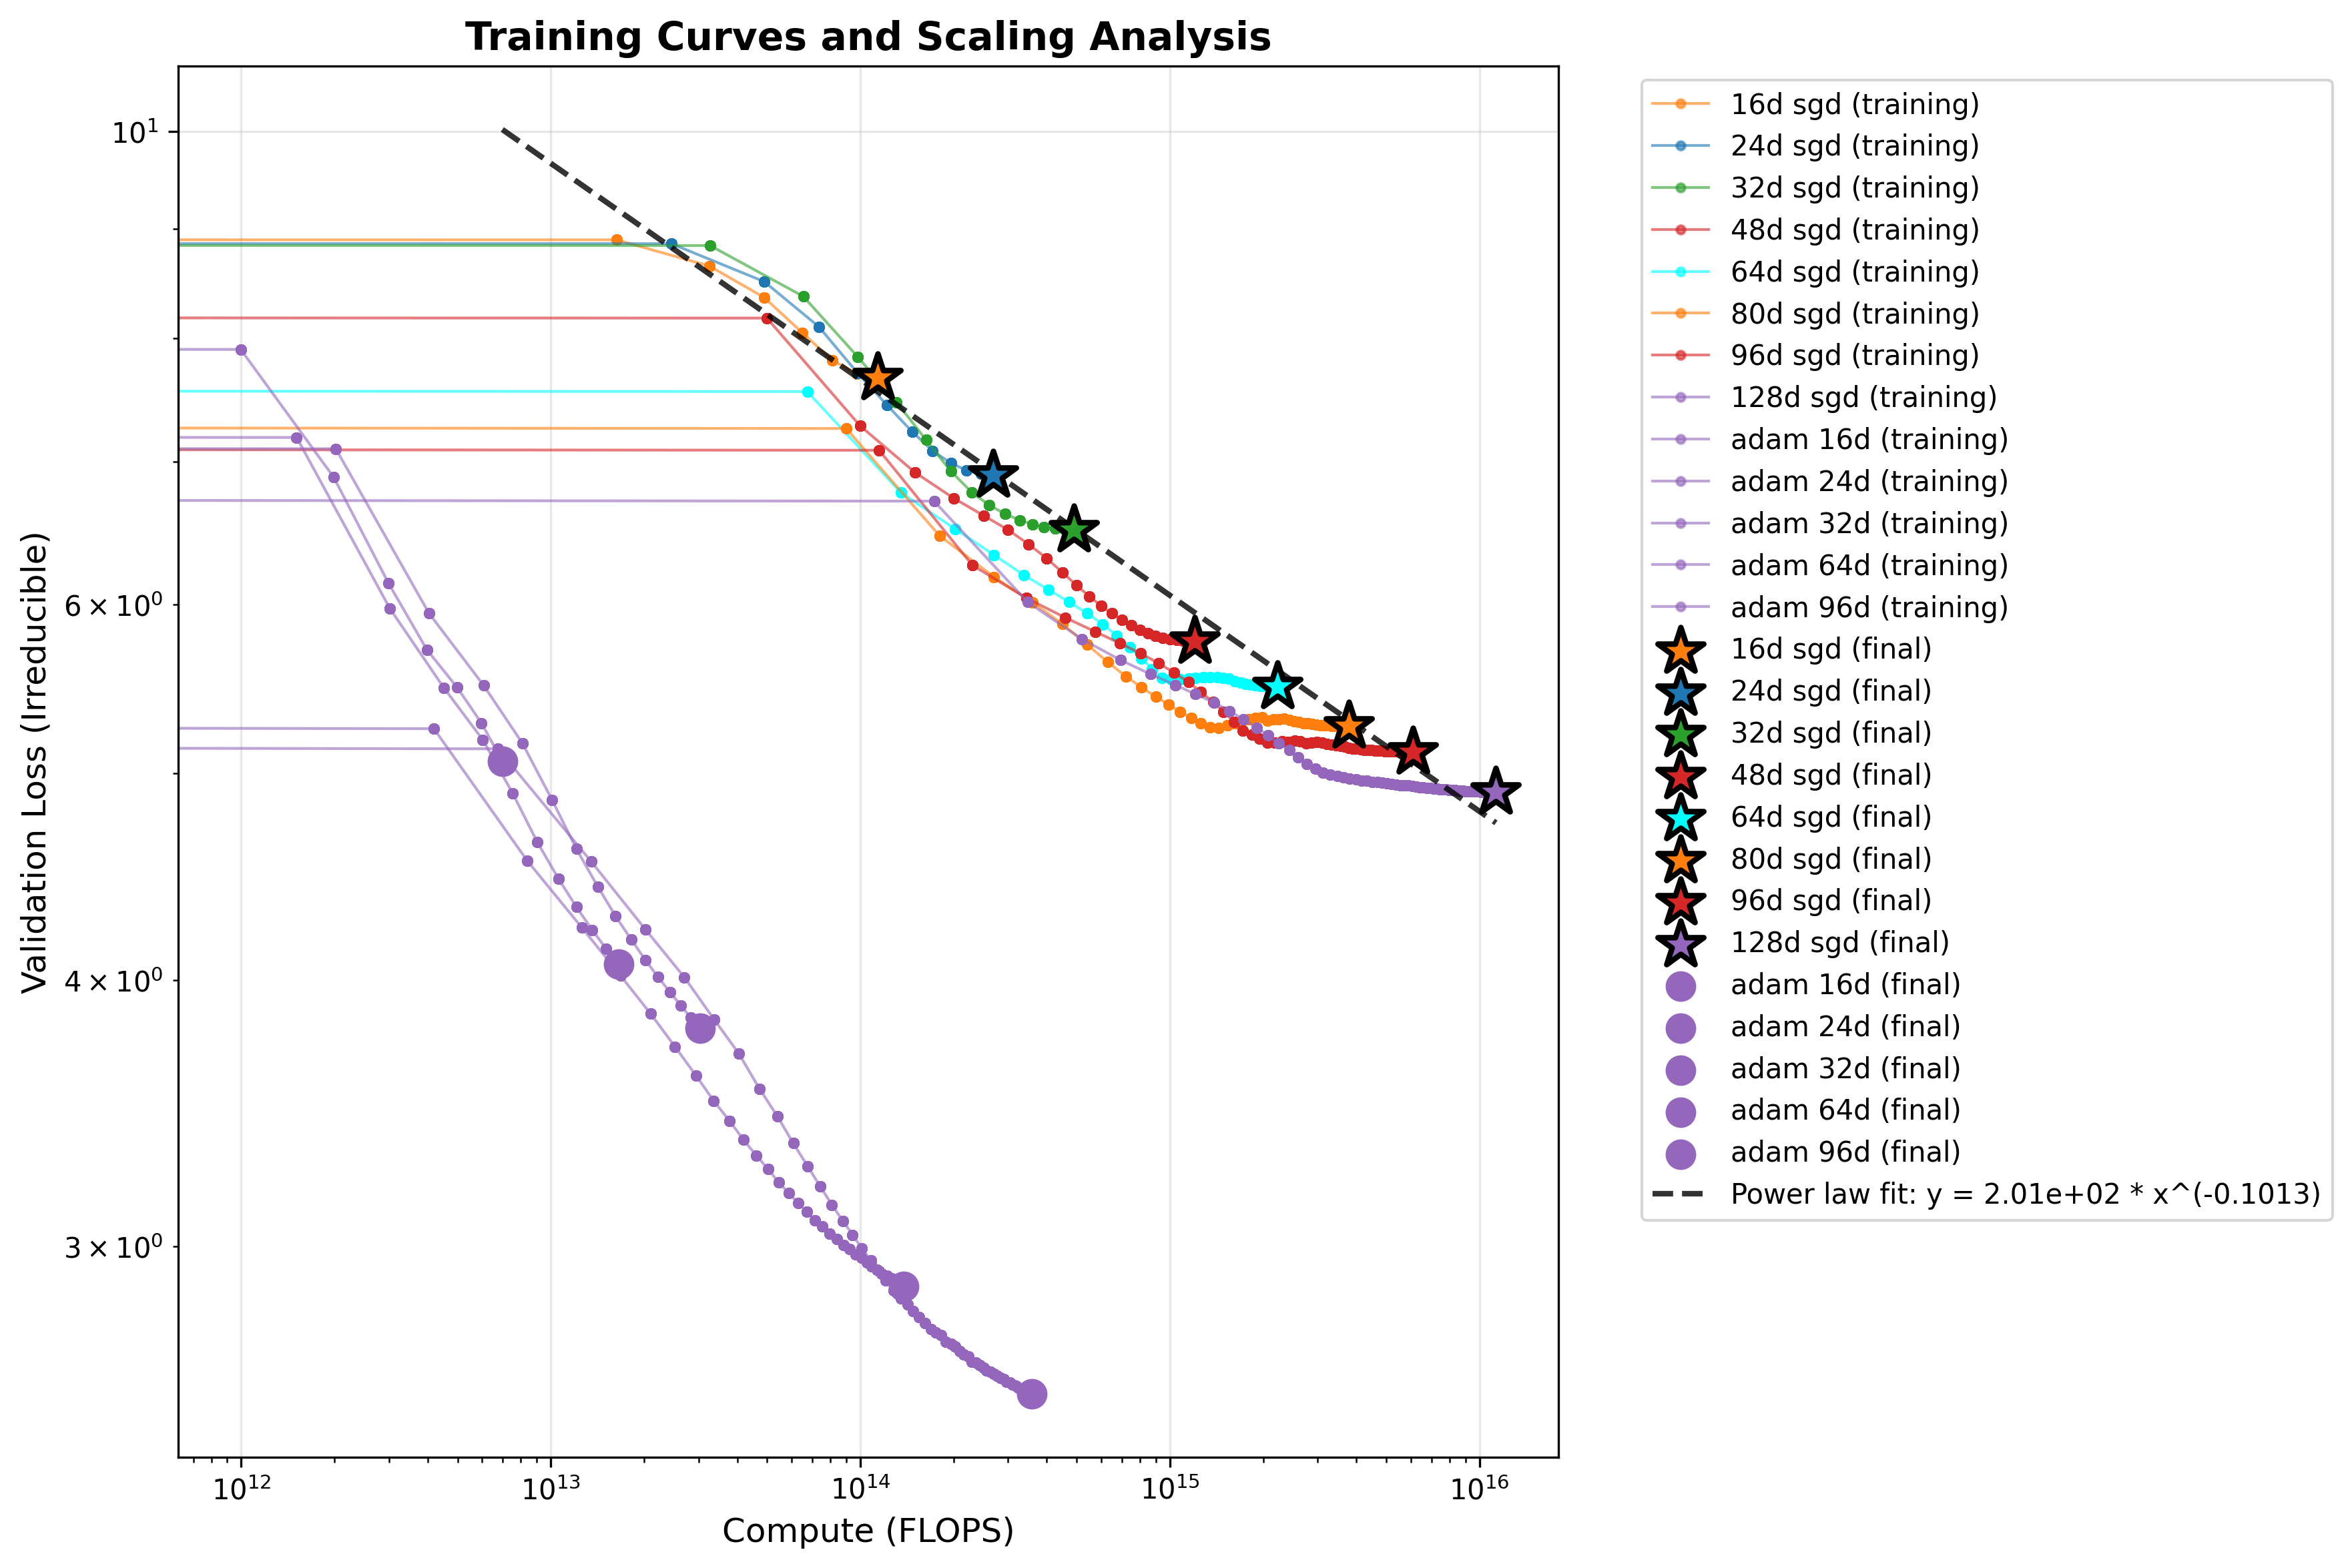 Training Curves and Scaling Analysis
Validation Loss (Irreducible)
10^1
6 × 10^0
4 × 10^0
3 × 10^0
10^12
10^13
10^14
10^15
10^16
Compute (FLOPS)
16d sgd (training)
24d sgd (training)
32d sgd (training)
48d sgd (training)
64d sgd (training)
80d sgd (training)
96d sgd (training)
128d sgd (training)
adam 16d (training)
adam 24d (training)
adam 32d (training)
adam 64d (training)
adam 96d (training)
16d sgd (final)
24d sgd (final)
32d sgd (final)
48d sgd (final)
64d sgd (final)
80d sgd (final)
96d sgd (final)
128d sgd (final)
adam 16d (final)
adam 24d (final)
adam 32d (final)
adam 64d (final)
adam 96d (final)
Power law fit: y = 2.01e+02 * x^(-0.1013)